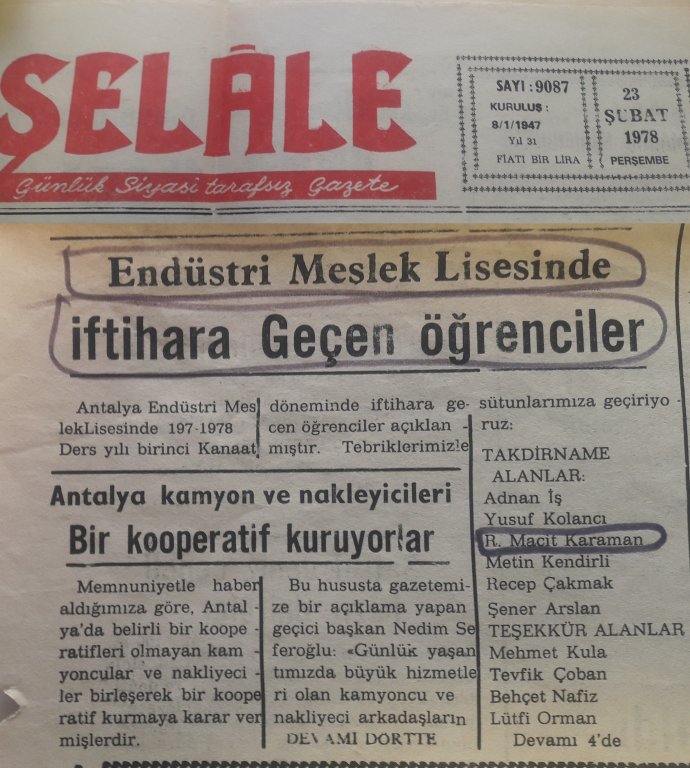 ŞELÂLE
Günlük Siyasi tarafsız Gazete
SAYI : 9087
KURULUŞ :
8/1/1947
Yıl 31
FİATI BİR LİRA
23
ŞUBAT
1978
PERŞEMBE
Endüstri Meslek Lisesinde
iftihara Geçen öğrenciler
Antalya Endüstri Mes
lekLisesinde 197-1978
Ders yılı birinci Kanaat
döneminde iftihara ge-
cen öğrenciler açıklan -
mıştır. Tebriklerimizle
sütunlarımıza geçiriyo -
ruz:
TAKDİRNAME
ALANLAR:
Adnan İş
Yusuf Kolancı
R. Macit Karaman
Metin Kendirli
Recep Çakmak
Şener Arslan
TEŞEKKÜR ALANLAR
Mehmet Kula
Tevfik Çoban
Behçet Nafiz
Lütfi Orman
Devamı 4'de
Antalya kamyon ve nakleyicileri
Bir kooperatif kuruyorlar
Memnuniyetle haber
aldığımıza göre, Antal -
ya'da belirli bir koope -
ratifleri olmayan kam -
yoncular ve nakliyeci -
ler birleşerek bir koope
ratif kurmaya karar ver
mişlerdir.
Bu hususta gazetemi-
ze bir açıklama yapan
geçici başkan Nedim Se
feroğlu: «Günlük yaşan
tımızda büyük hizmetle
ri olan kamyoncu ve
nakliyeci arkadaşların
DEVAMI DÖRTTE